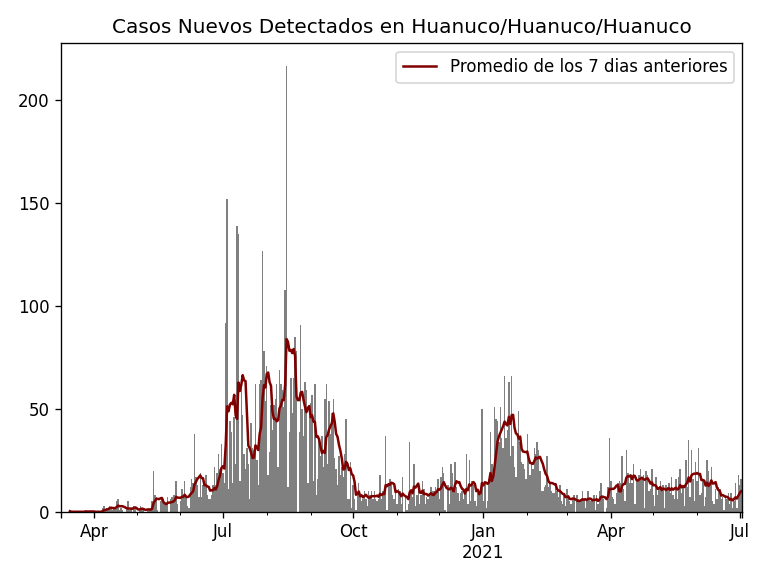 Casos Nuevos Detectados en Huanuco/Huanuco/Huanuco
Promedio de los 7 dias anteriores
200
150
100
50
0
Apr Jul Oct Jan Apr Jul
2021